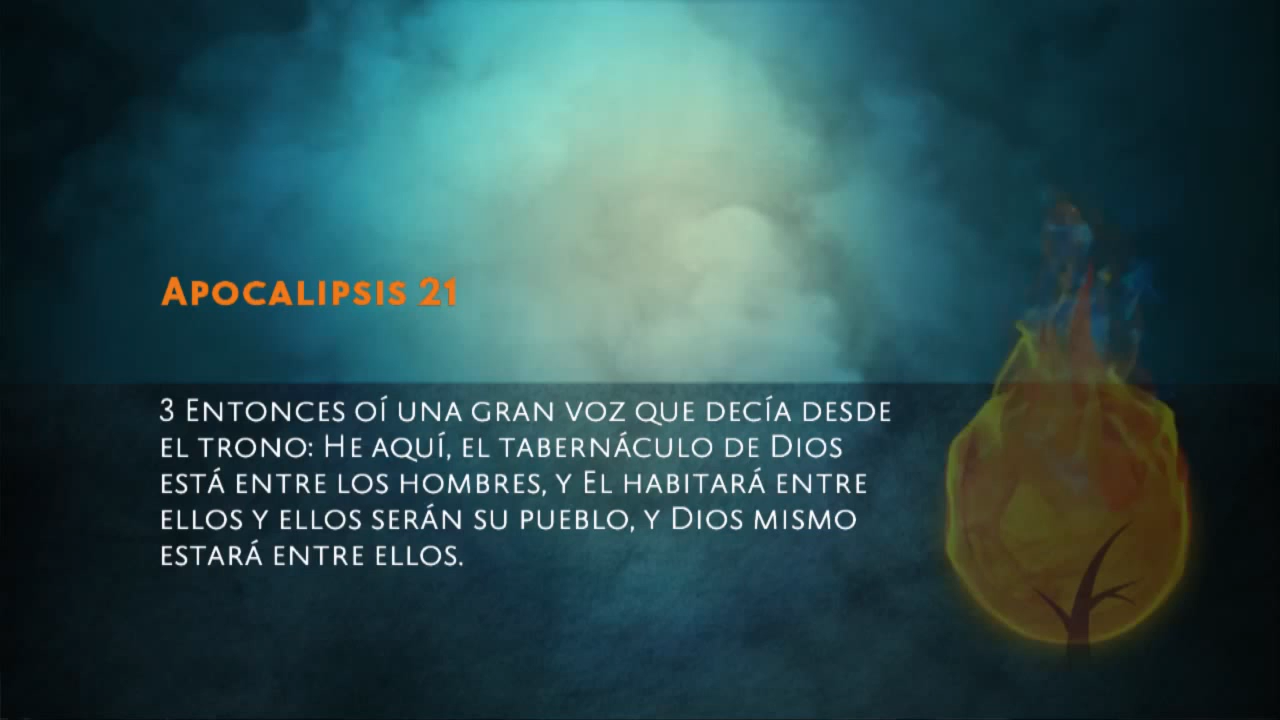 Apocalipsis 21
3 Entonces oí una gran voz que decía desde
el trono: He aquí, el tabernáculo de Dios
está entre los hombres, y El habitará entre
ellos y ellos serán su pueblo, y Dios mismo
estará entre ellos.